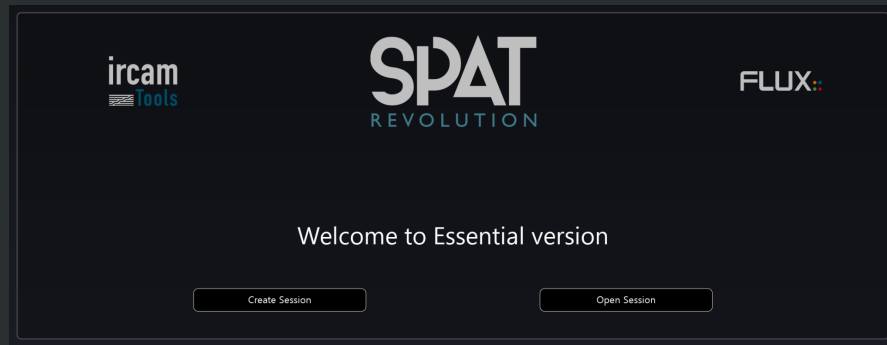 ircam
Tools
SPAT
REVOLUTION
FLUX::
Welcome to Essential version
Create Session
Open Session